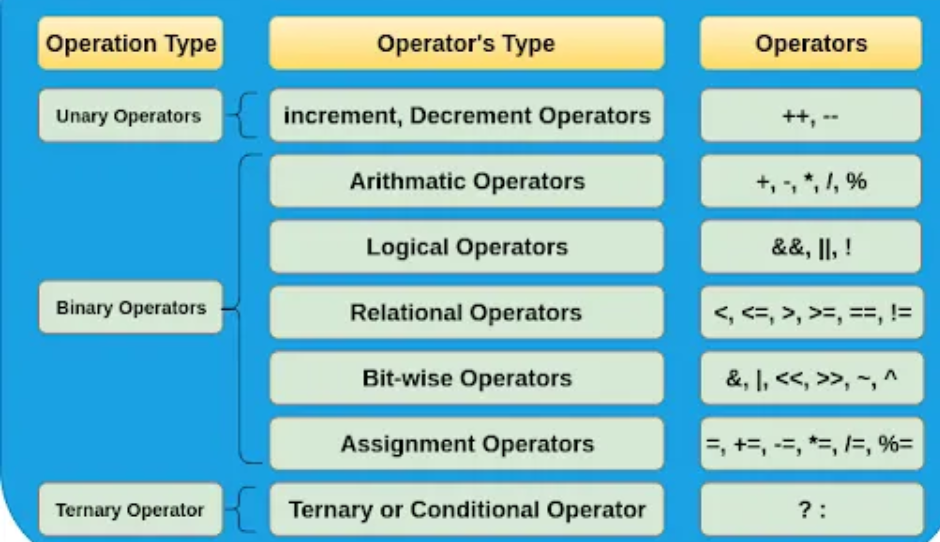 Operation Type Operator's Type Operators
Unary Operators increment, Decrement Operators ++, --
Arithmatic Operators +, -, *, /, %
Logical Operators &&, ||, !
Binary Operators Relational Operators <, <=, >, >=, ==, !=
Bit-wise Operators &, |, <<, >>, ~, ^
Assignment Operators =, +=, -=, *=, /=, %=
Ternary Operator Ternary or Conditional Operator ? :